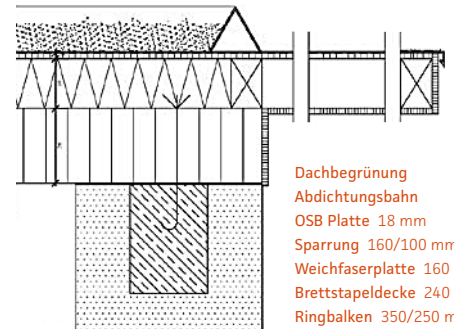 Dachbegrünung
Abdichtungsbahn
OSB Platte 18 mm
Sparrung 160/100 mm
Weichfaserplatte 160
Brettstapeldecke 240
Ringbalken 350/250 m